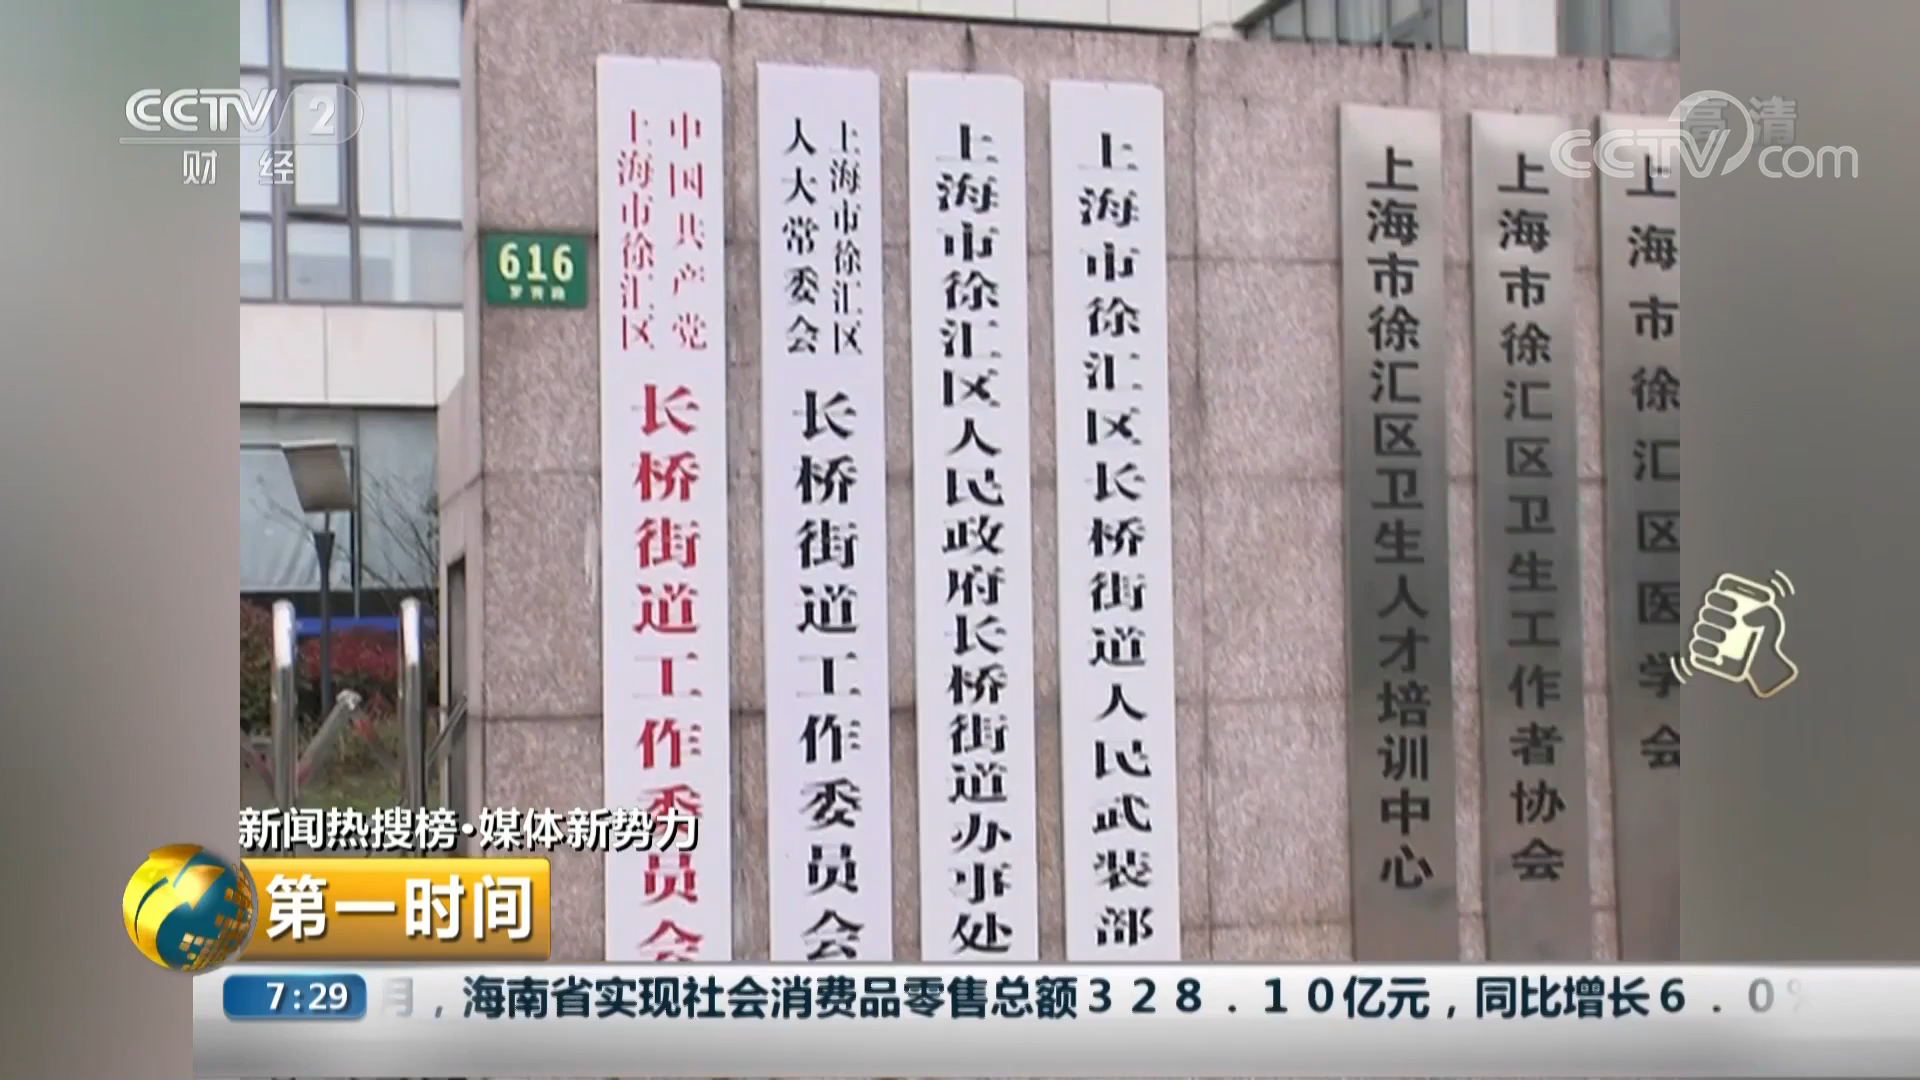 CCTV 2
财经
高清
CCTV.com
616
中国共产党
上海市徐汇区
长桥街道工作委员会
上海市徐汇区
人大常委会
长桥街道工作委员会
上海市徐汇区人民政府长桥街道办事处
上海市徐汇区长桥街道人民武装部
上海市徐汇区卫生人才培训中心
上海市徐汇区卫生工作者协会
上海市徐汇区医学会
新闻热搜榜·媒体新势力
第一时间
7:29
月，海南省实现社会消费品零售总额328.10亿元，同比增长6.0%